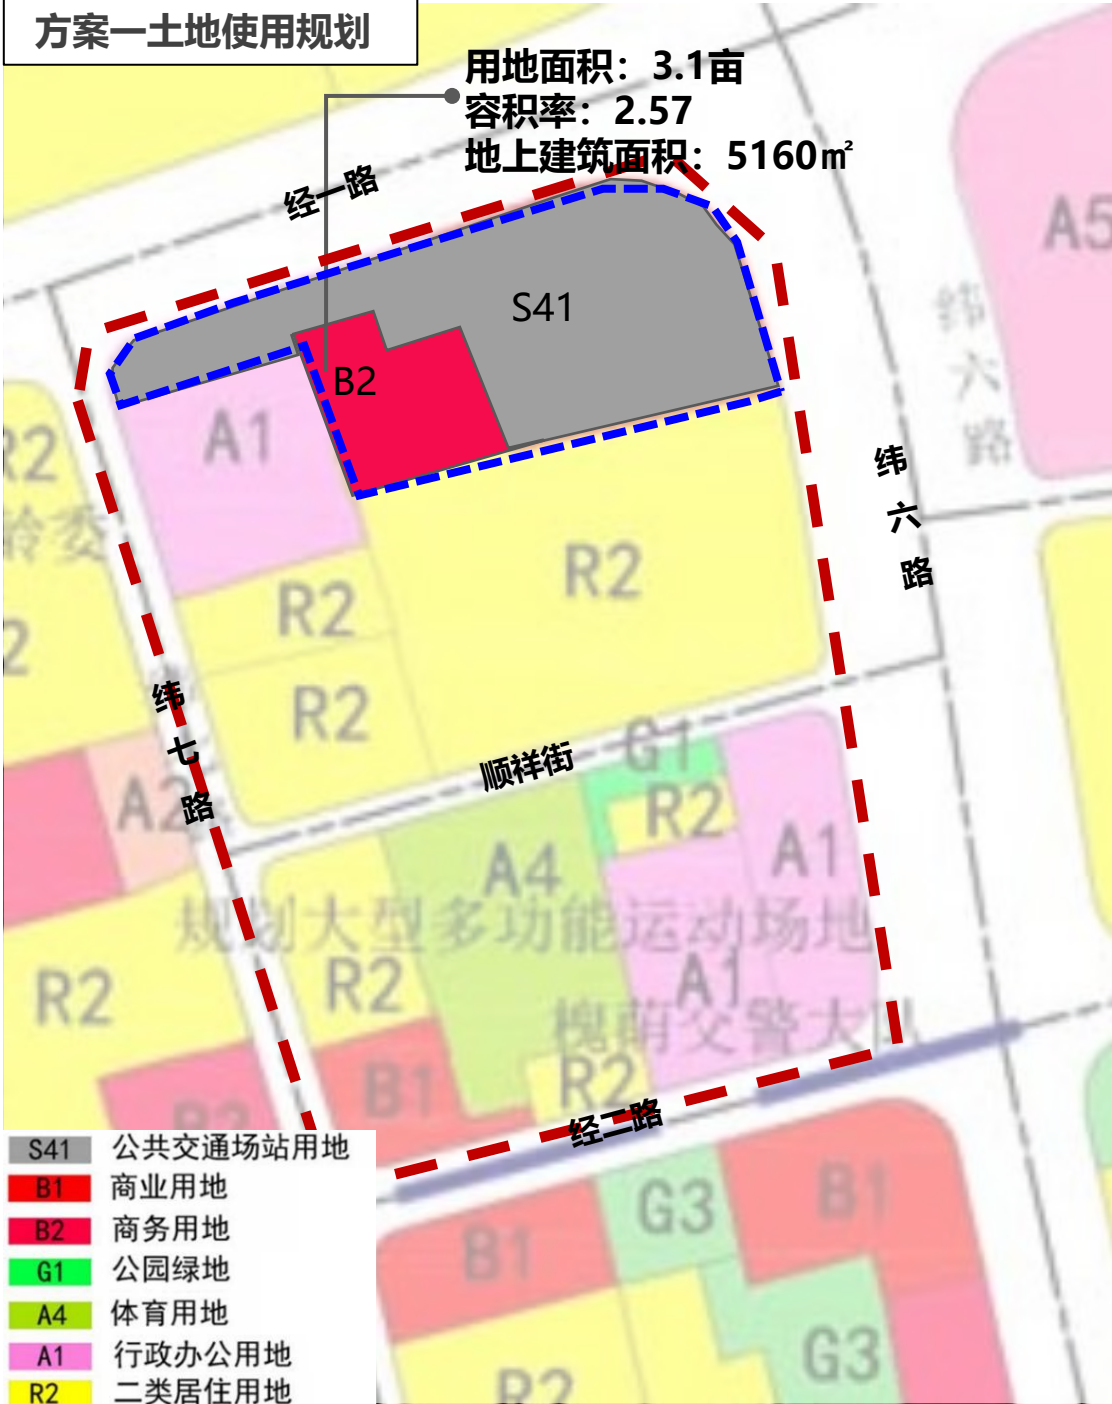 方案一土地使用规划
用地面积：3.1亩
容积率：2.57
地上建筑面积：5160㎡
经一路
A5
S41
纬六路
B2
A1
R2
纬六路
龄委
R2
R2
2
R2
纬七路
顺祥街
G1
R2
A2
A4
A1
规划大型多功能运动场地
R2
R2
A1
槐萌交警大队
R2
B1
经二路
S41 公共交通场站用地
B1 商业用地
B2 商务用地
G1 公园绿地
A4 体育用地
A1 行政办公用地
R2 二类居住用地
G3
B1
B1
G3
R2